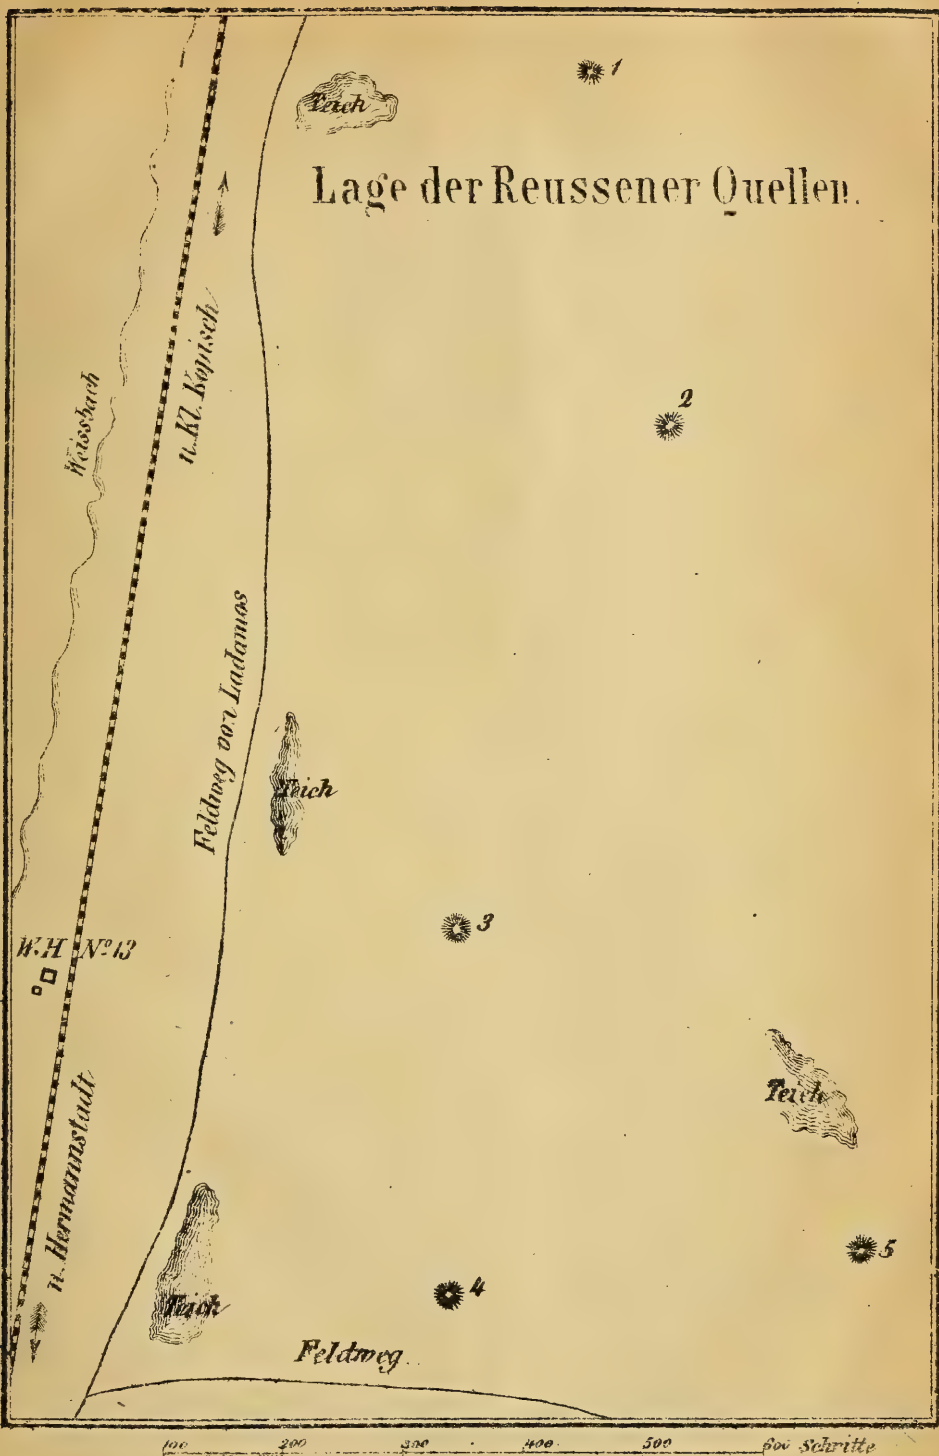 1
Teich
Lage der Reussener Quellen.
n. Kl. Kopisch
Weissbach
2
Feldweg von Ladamos
Teich
3
W.H № 13
Teich
n. Hermannstadt
5
4
Teich
Feldweg.
100 200 300 400 500 600 Schritte